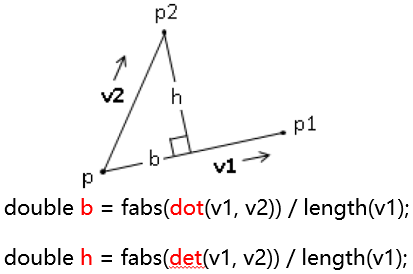 p2
v2
h
p1
b
v1
p
double b = fabs(dot(v1, v2)) / length(v1);
double h = fabs(det(v1, v2)) / length(v1);